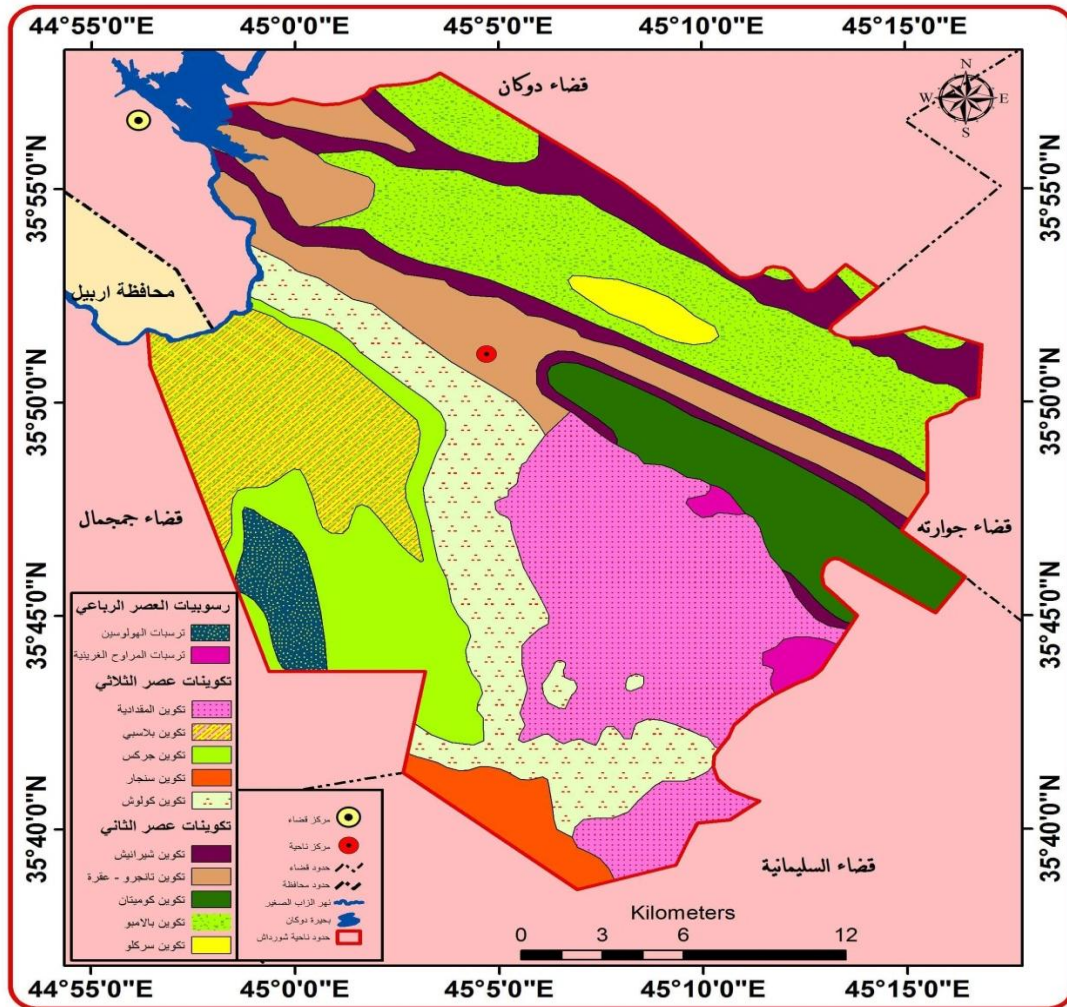 44°55'0"E 45°0'0"E 45°5'0"E 45°10'0"E 45°15'0"E
قضاء دوكان
N
W E
S
35°55'0"N 35°55'0"N
محافظة اربيل
35°50'0"N 35°50'0"N
قضاء جمجمال
قضاء جوارته
35°45'0"N 35°45'0"N
رسوبيات العصر الرباعي
ترسبات الهولوسين
ترسبات المراوح الغرينية
تكوينات عصر الثلاثي
تكوين المقدادية
تكوين بلاسبي
تكوين جركس
تكوين سنجار
تكوين كولوش
تكوينات عصر الثاني
تكوين شيرانيش
تكوين تانجرو - عقرة
تكوين كوميتان
تكوين بالامبو
تكوين سركلو
مركز قضاء
مركز ناحية
حدود قضاء
حدود محافظة
نهر الزاب الصغير
بحيرة دوكان
حدود ناحية سورداش
35°40'0"N 35°40'0"N
قضاء السليمانية
Kilometers
0 3 6 12
44°55'0"E 45°0'0"E 45°5'0"E 45°10'0"E 45°15'0"E